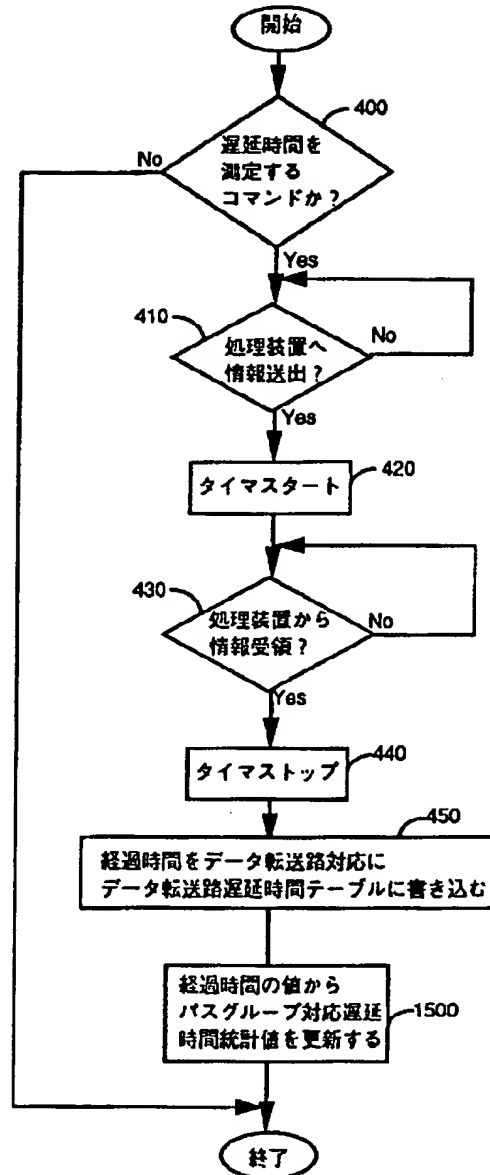 開始
400
遅延時間を
測定する
コマンドか？
No
Yes
410
処理装置へ
情報送出？
No
Yes
タイマスタート
420
430
処理装置から
情報受領？
No
Yes
タイマストップ
440
450
経過時間をデータ転送路対応に
データ転送路遅延時間テーブルに書き込む
経過時間の値から
パスグループ対応遅延
時間統計値を更新する
1500
終了